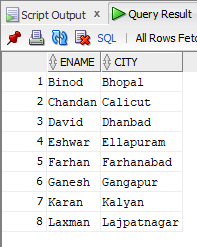 Script Output x Query Result
SQL | All Rows Fetc
ENAME CITY
1 Binod Bhopal
2 Chandan Calicut
3 David Dhanbad
4 Eshwar Ellapuram
5 Farhan Farhanabad
6 Ganesh Gangapur
7 Karan Kalyan
8 Laxman Lajpatnagar